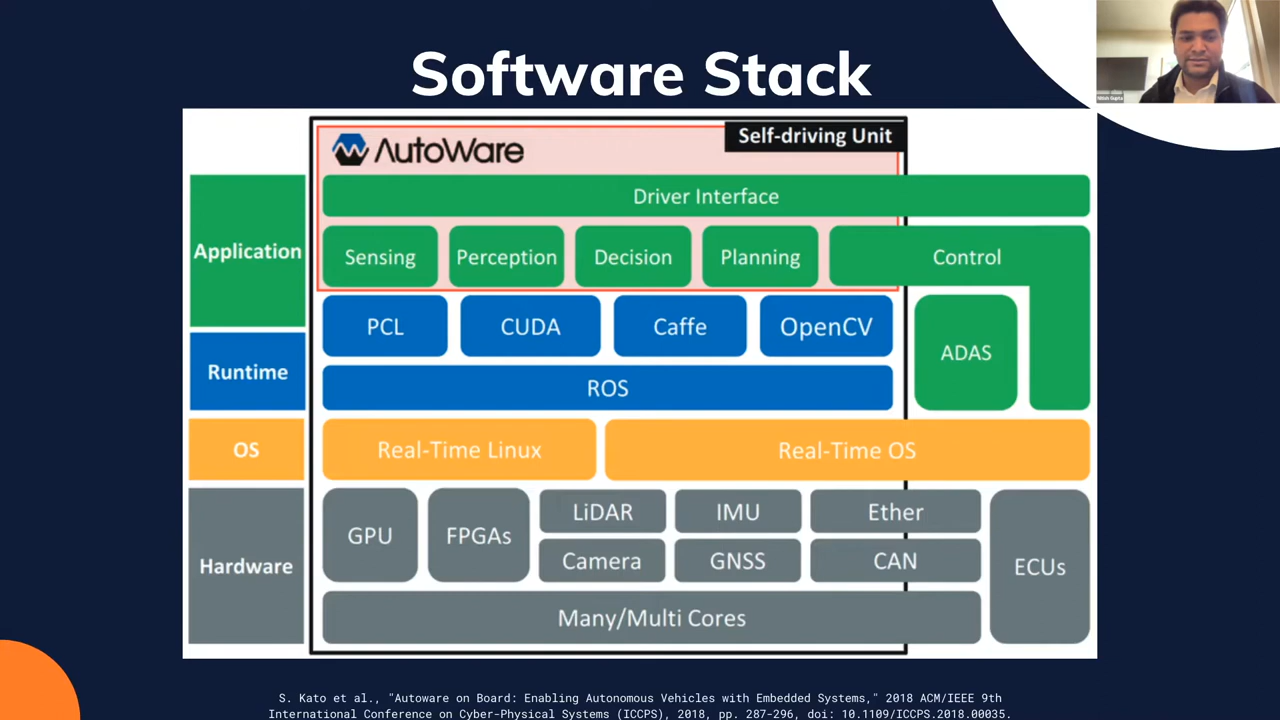 Software Stack
Nitish Gupta
AutoWare
Self-driving Unit
Application
Driver Interface
Sensing
Perception
Decision
Planning
Control
Runtime
PCL
CUDA
Caffe
OpenCV
ADAS
ROS
OS
Real-Time Linux
Real-Time OS
Hardware
GPU
FPGAs
LiDAR
IMU
Ether
Camera
GNSS
CAN
ECUs
Many/Multi Cores
S. Kato et al., "Autoware on Board: Enabling Autonomous Vehicles with Embedded Systems," 2018 ACM/IEEE 9th
International Conference on Cyber-Physical Systems (ICCPS), 2018, pp. 287-296, doi: 10.1109/ICCPS.2018.00035.